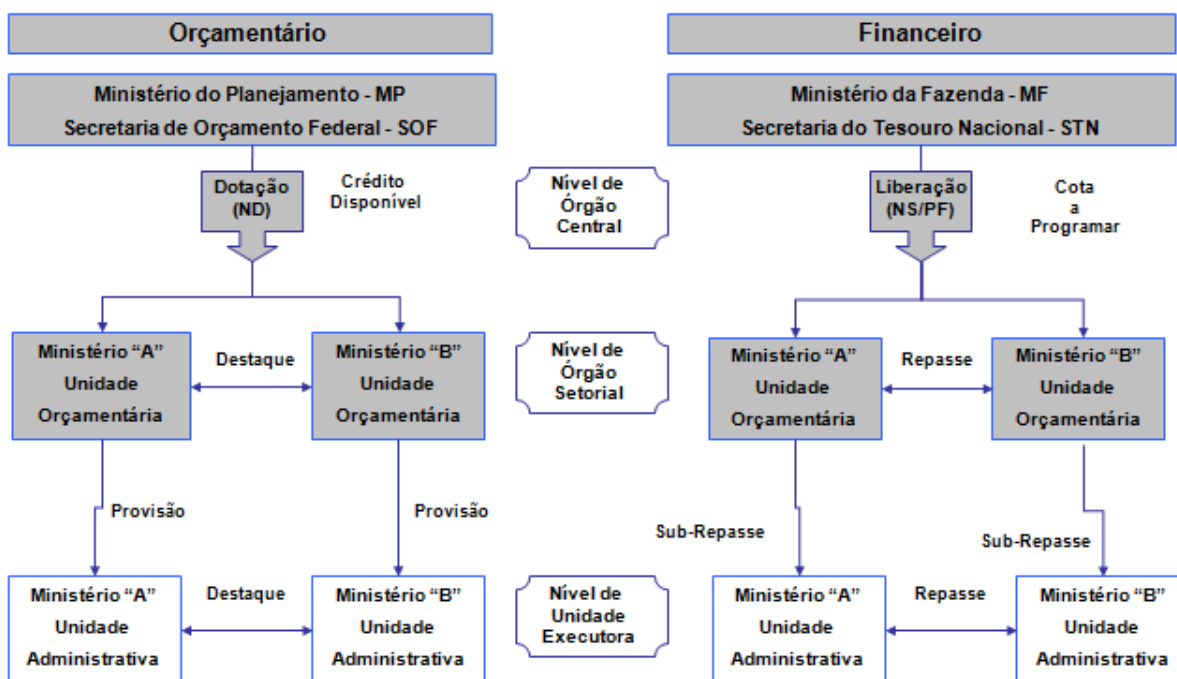 Orçamentário
Financeiro
Ministério do Planejamento - MP
Secretaria de Orçamento Federal - SOF
Ministério da Fazenda - MF
Secretaria do Tesouro Nacional - STN
Dotação
(ND)
Crédito
Disponível
Nível de
Órgão
Central
Liberação
(NS/PF)
Cota
a
Programar
Ministério “A”
Unidade
Orçamentária
Destaque
Ministério “B”
Unidade
Orçamentária
Nível de
Órgão
Setorial
Ministério “A”
Unidade
Orçamentária
Repasse
Ministério “B”
Unidade
Orçamentária
Provisão
Provisão
Sub-Repasse
Sub-Repasse
Ministério “A”
Unidade
Administrativa
Destaque
Ministério “B”
Unidade
Administrativa
Nível de
Unidade
Executora
Ministério “A”
Unidade
Administrativa
Repasse
Ministério “B”
Unidade
Administrativa